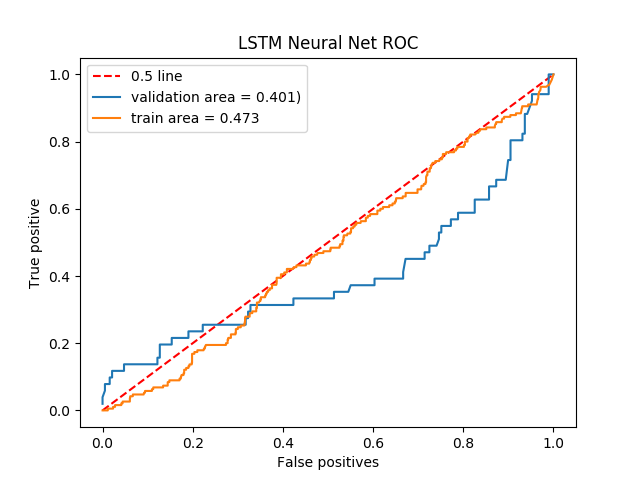 LSTM Neural Net ROC
0.5 line
validation area = 0.401)
train area = 0.473
True positive
1.0
0.8
0.6
0.4
0.2
0.0
0.0 0.2 0.4 0.6 0.8 1.0
False positives